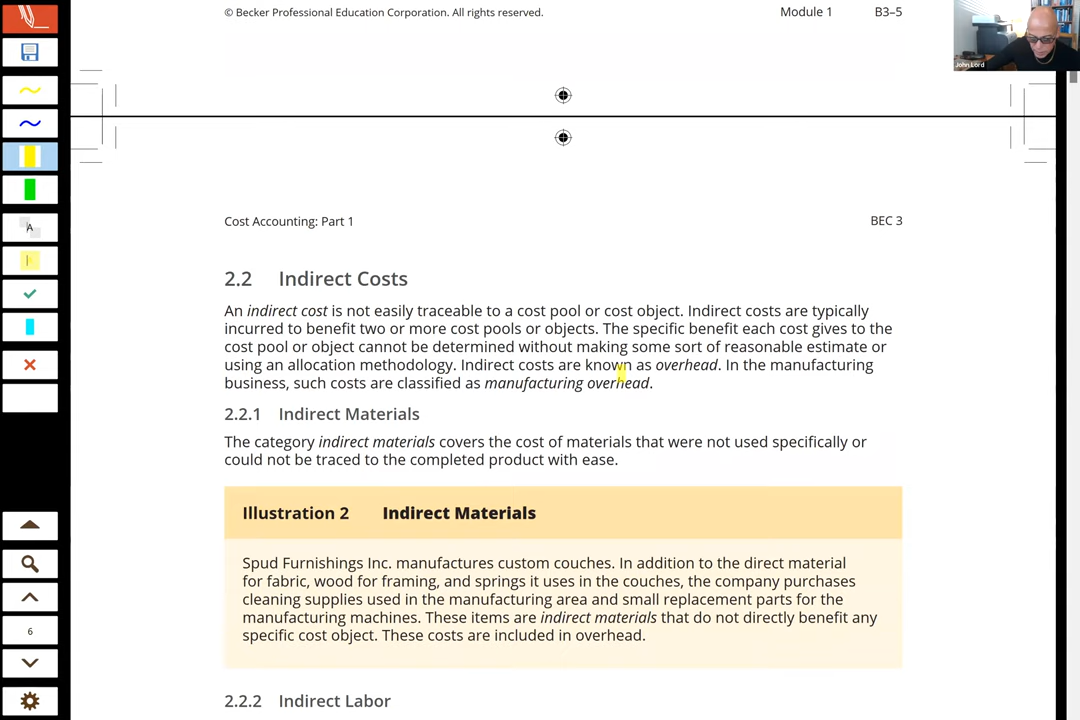 © Becker Professional Education Corporation. All rights reserved.
Module 1
B3–5
John Lord
Cost Accounting: Part 1
BEC 3
2.2 Indirect Costs
An indirect cost is not easily traceable to a cost pool or cost object. Indirect costs are typically
incurred to benefit two or more cost pools or objects. The specific benefit each cost gives to the
cost pool or object cannot be determined without making some sort of reasonable estimate or
using an allocation methodology. Indirect costs are known as overhead. In the manufacturing
business, such costs are classified as manufacturing overhead.
2.2.1 Indirect Materials
The category indirect materials covers the cost of materials that were not used specifically or
could not be traced to the completed product with ease.
Illustration 2 Indirect Materials
Spud Furnishings Inc. manufactures custom couches. In addition to the direct material
for fabric, wood for framing, and springs it uses in the couches, the company purchases
cleaning supplies used in the manufacturing area and small replacement parts for the
manufacturing machines. These items are indirect materials that do not directly benefit any
specific cost object. These costs are included in overhead.
2.2.2 Indirect Labor
A
6